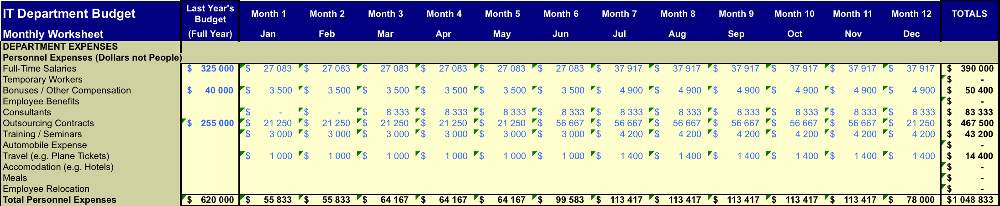 IT Department Budget Last Year's Budget Month 1 Month 2 Month 3 Month 4 Month 5 Month 6 Month 7 Month 8 Month 9 Month 10 Month 11 Month 12 TOTALS
Monthly Worksheet (Full Year) Jan Feb Mar Apr May Jun Jul Aug Sep Oct Nov Dec
DEPARTMENT EXPENSES
Personnel Expenses (Dollars not People)
Full-Time Salaries $ 325 000 $ 27 083 $ 27 083 $ 27 083 $ 27 083 $ 27 083 $ 27 083 $ 37 917 $ 37 917 $ 37 917 $ 37 917 $ 37 917 $ 37 917 $ 390 000
Temporary Workers $ -
Bonuses / Other Compensation $ 40 000 $ 3 500 $ 3 500 $ 3 500 $ 3 500 $ 3 500 $ 3 500 $ 4 900 $ 4 900 $ 4 900 $ 4 900 $ 4 900 $ 4 900 $ 50 400
Employee Benefits $ -
Consultants $ - $ - $ 8 333 $ 8 333 $ 8 333 $ 8 333 $ 8 333 $ 8 333 $ 8 333 $ 8 333 $ 8 333 $ 8 333 $ 83 333
Outsourcing Contracts $ 255 000 $ 21 250 $ 21 250 $ 21 250 $ 21 250 $ 21 250 $ 56 667 $ 56 667 $ 56 667 $ 56 667 $ 56 667 $ 56 667 $ 21 250 $ 467 500
Training / Seminars $ 3 000 $ 3 000 $ 3 000 $ 3 000 $ 3 000 $ 3 000 $ 4 200 $ 4 200 $ 4 200 $ 4 200 $ 4 200 $ 4 200 $ 43 200
Automobile Expense $ -
Travel (e.g. Plane Tickets) $ 1 000 $ 1 000 $ 1 000 $ 1 000 $ 1 000 $ 1 000 $ 1 400 $ 1 400 $ 1 400 $ 1 400 $ 1 400 $ 1 400 $ 14 400
Accomodation (e.g. Hotels) $ -
Meals $ -
Employee Relocation $ -
Total Personnel Expenses $ 620 000 $ 55 833 $ 55 833 $ 64 167 $ 64 167 $ 64 167 $ 99 583 $ 113 417 $ 113 417 $ 113 417 $ 113 417 $ 113 417 $ 78 000 $1 048 833